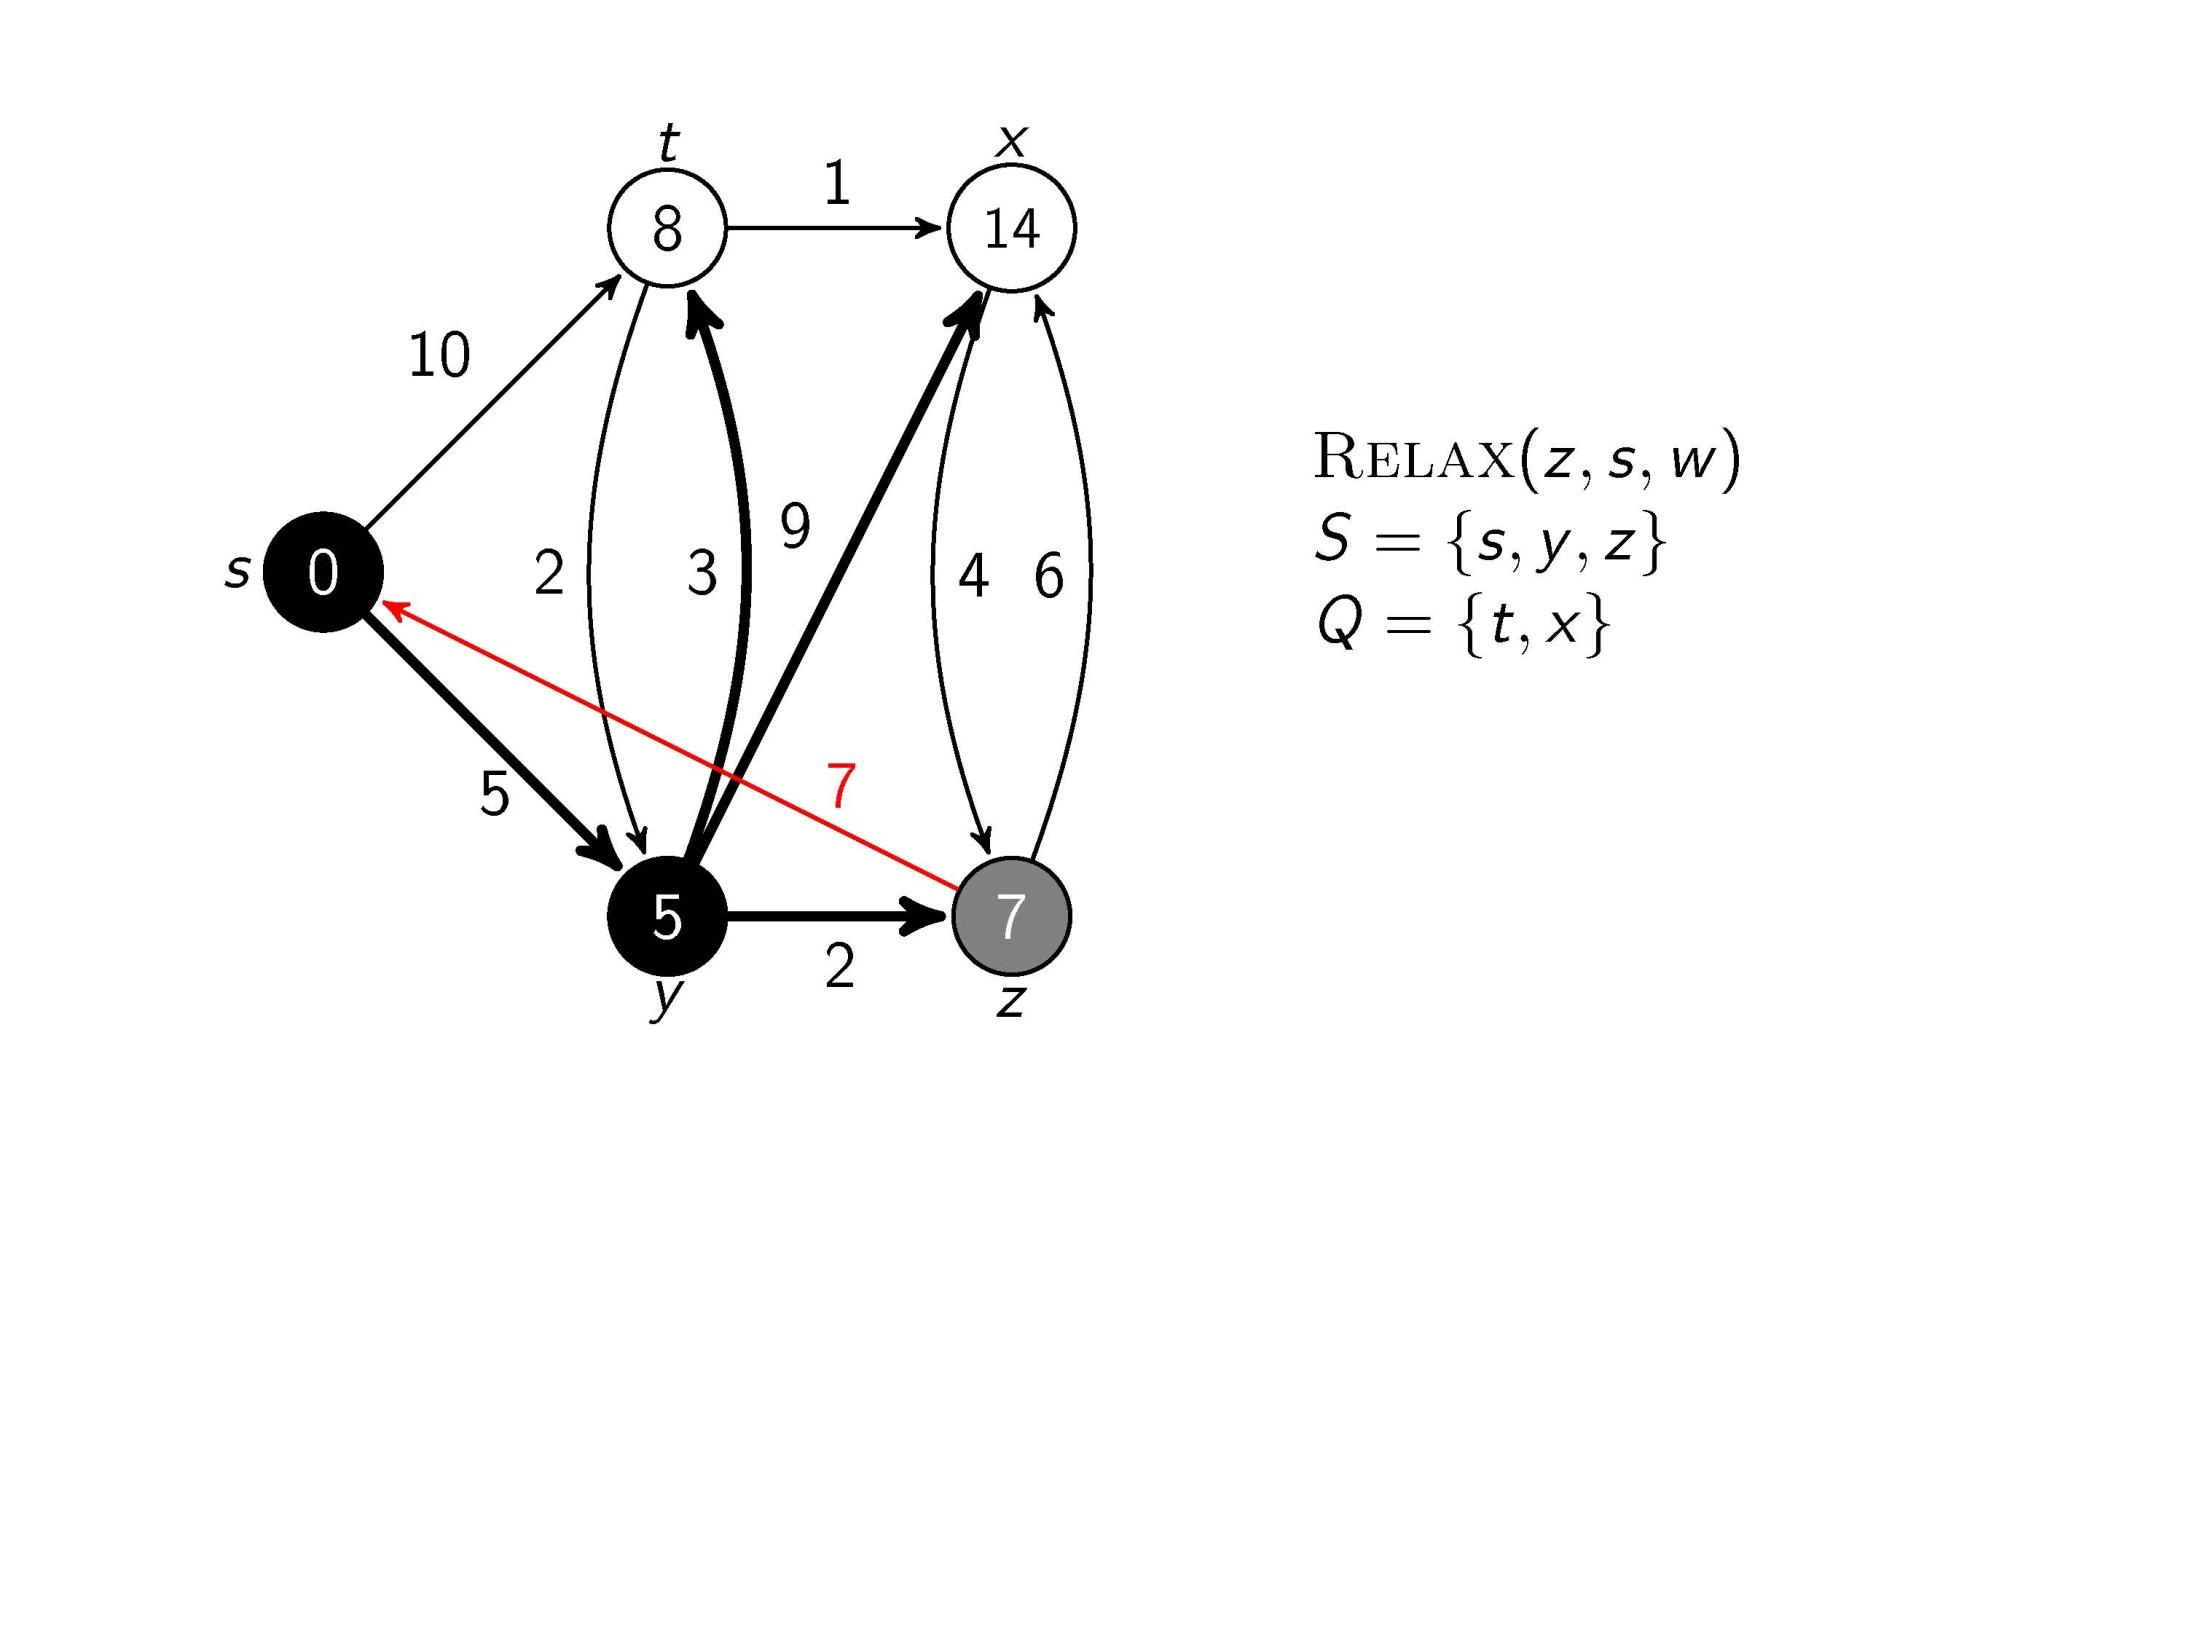 t
x
1
8
14
10
RELAX(z, s, w)
9
S = {s, y, z}
s
0
2
3
4
6
Q = {t, x}
7
5
5
7
2
y
z